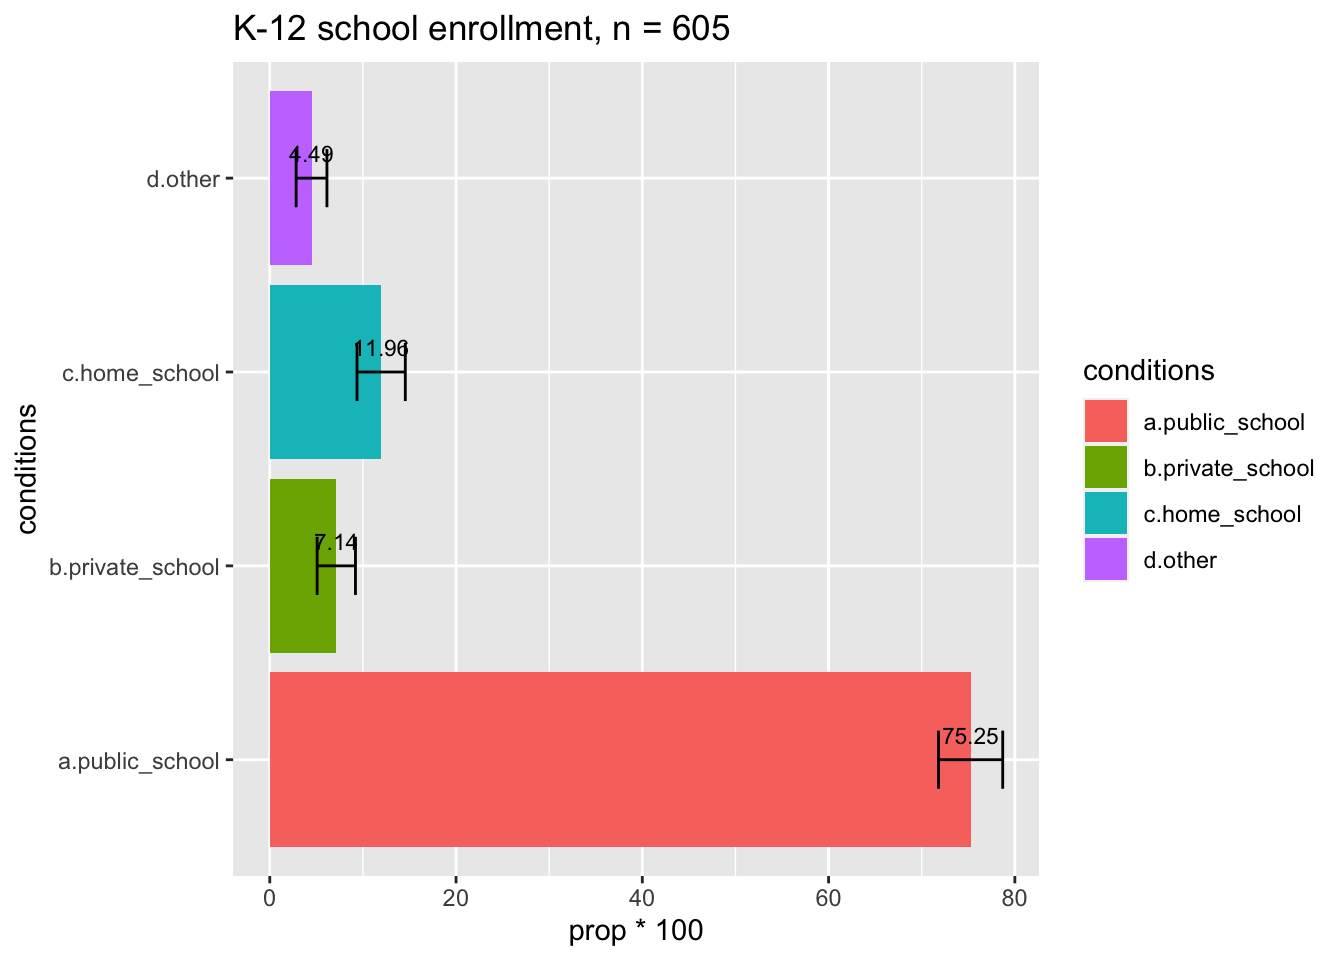 K-12 school enrollment, n = 605
conditions
d.other
c.home_school
b.private_school
a.public_school
4.49
11.96
7.14
75.25
0 20 40 60 80
prop * 100
conditions
a.public_school
b.private_school
c.home_school
d.other